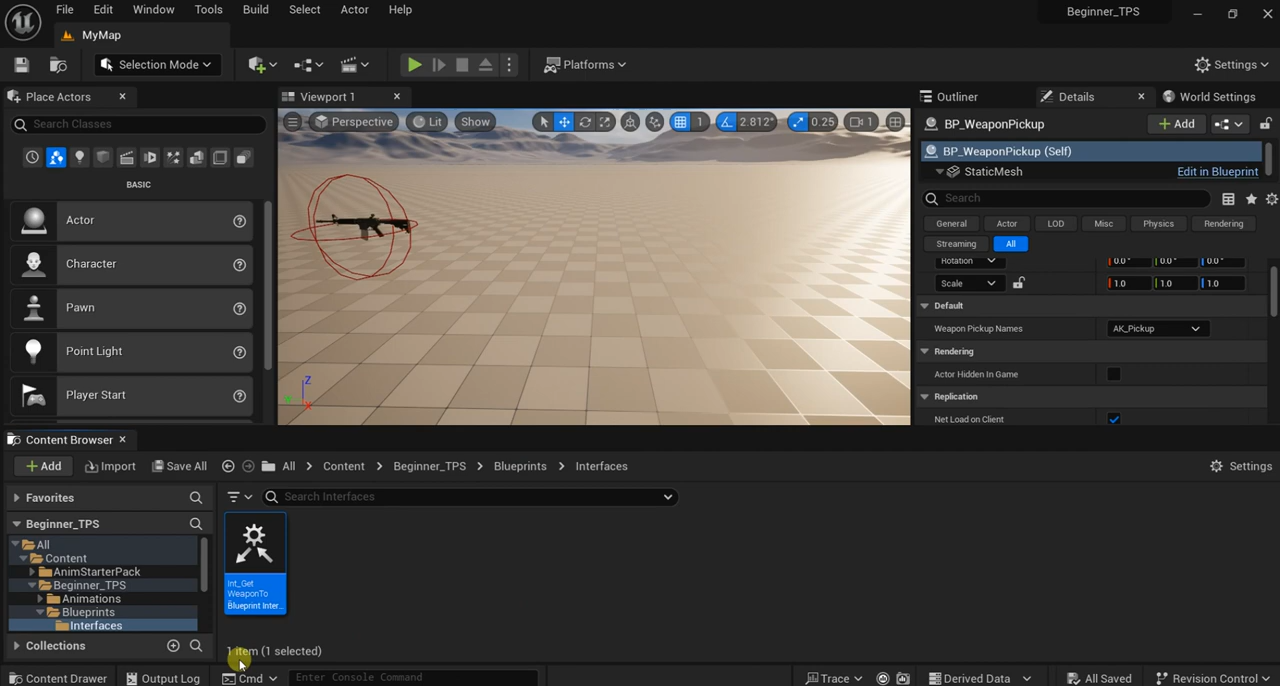 File Edit Window Tools Build Select Actor Help
Beginner_TPS
MyMap
Selection Mode
Platforms
Settings
Place Actors
Viewport 1
Outliner
Details
World Settings
Search Classes
Perspective
Lit
Show
1
2.812°
0.25
1
BP_WeaponPickup
Add
BP_WeaponPickup (Self)
StaticMesh
Edit in Blueprint
BASIC
Search
General Actor LOD Misc Physics Rendering
Streaming All
Actor
Character
Pawn
Point Light
Player Start
Rotation 0.0° 0.0° 0.0°
Scale 1.0 1.0 1.0
Default
Weapon Pickup Names AK_Pickup
Rendering
Actor Hidden In Game
Replication
Net Load on Client
Z
X
Content Browser
Add Import Save All All Content Beginner_TPS Blueprints Interfaces
Settings
Favorites
Search Interfaces
Beginner_TPS
All
Content
AnimStarterPack
Beginner_TPS
Animations
Blueprints
Interfaces
Collections
Int_Get
WeaponTo
Blueprint Inter...
1 item (1 selected)
Content Drawer Output Log Cmd Enter Console Command Trace Derived Data All Saved Revision Control